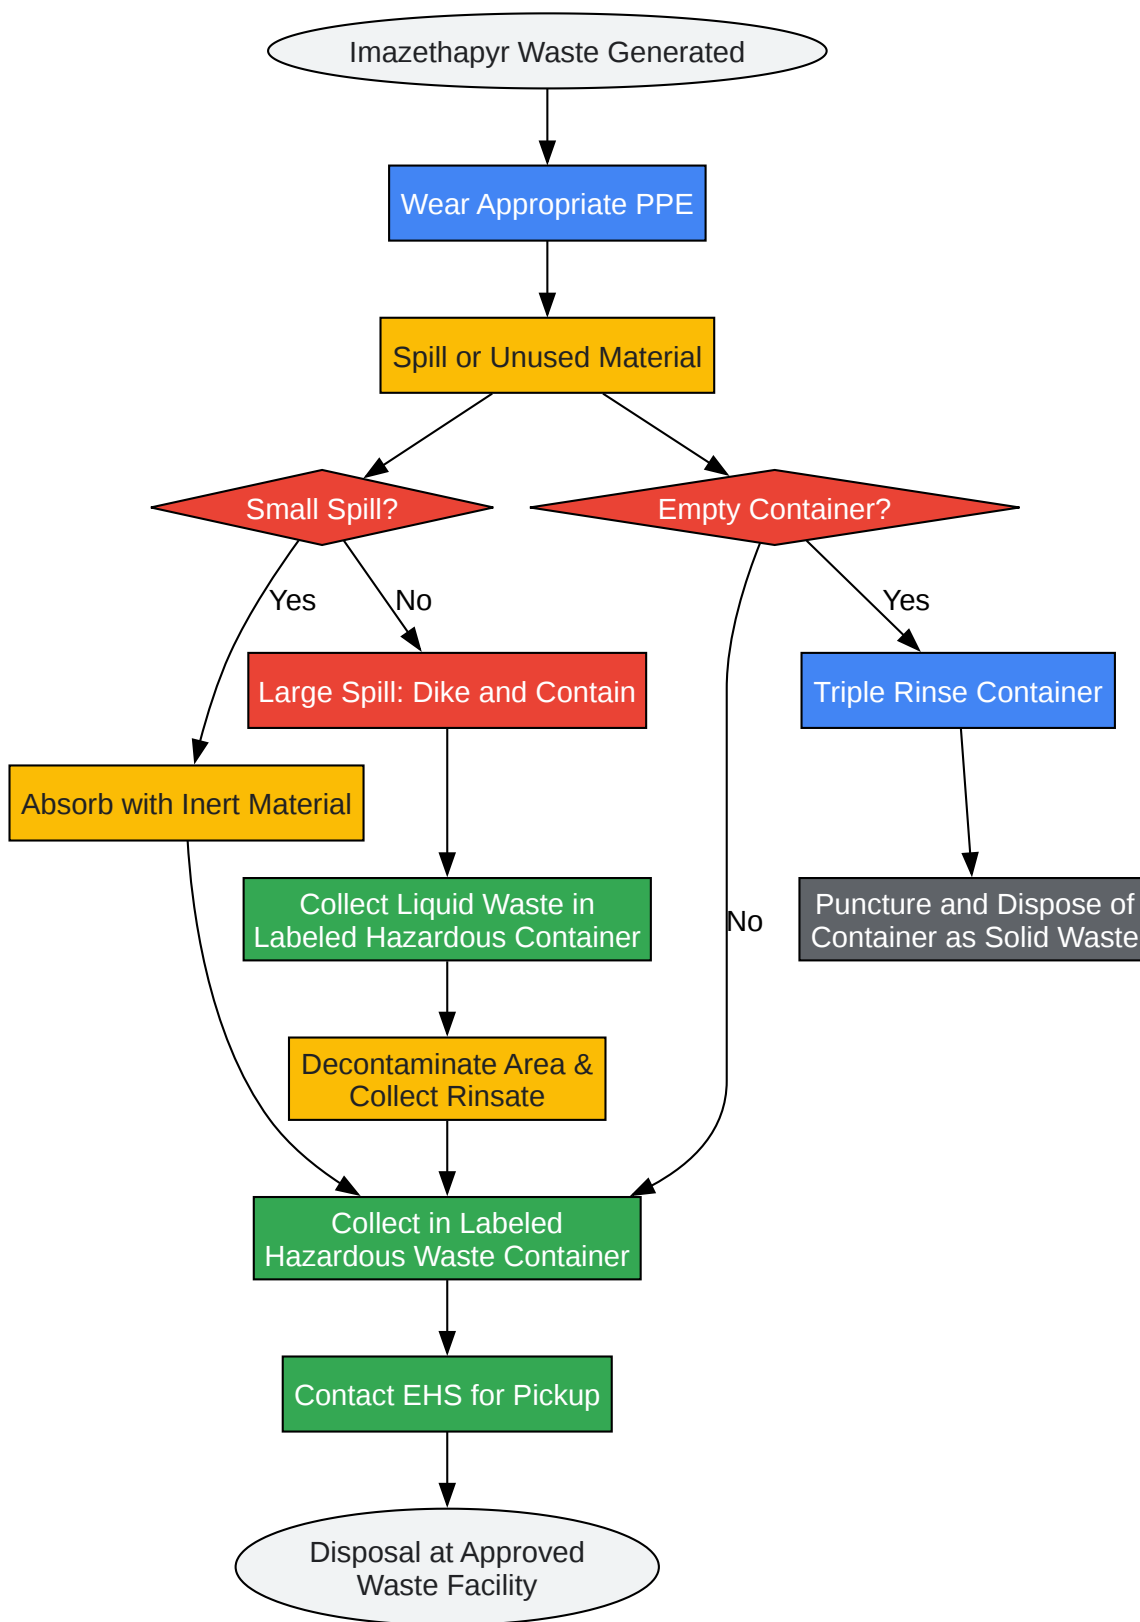 Imazethapyr Waste Generated
Wear Appropriate PPE
Spill or Unused Material
Small Spill?
Empty Container?
Yes
No
Yes
Large Spill: Dike and Contain
Triple Rinse Container
Absorb with Inert Material
Collect Liquid Waste in
Labeled Hazardous Container
No
Puncture and Dispose of
Container as Solid Waste
Decontaminate Area &
Collect Rinsate
Collect in Labeled
Hazardous Waste Container
Contact EHS for Pickup
Disposal at Approved
Waste Facility